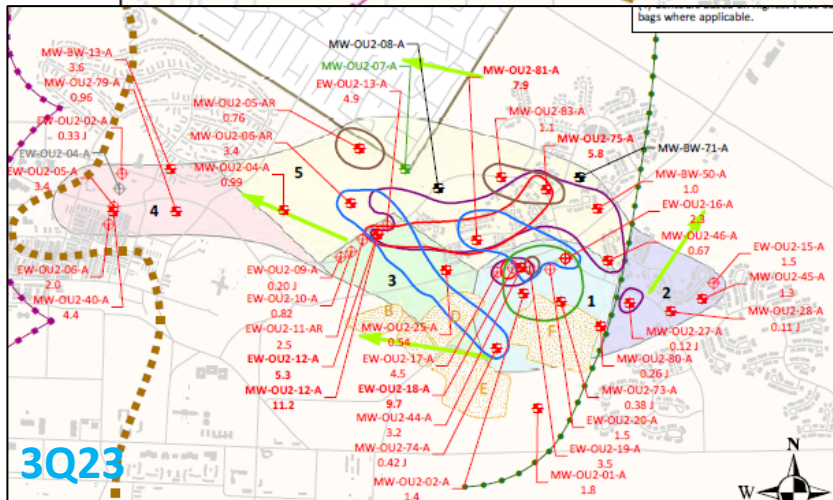 bags where applicable.
MW-BW-13-A
3.6
MW-OU2-79-A
0.96
EW-OU2-02-A
0.33 J
EW-OU2-04-A
EW-OU2-05-A
3.4
4
EW-OU2-06-A
2.0
MW-OU2-40-A
4.4
MW-OU2-08-A
MW-OU2-07-A
EW-OU2-13-A
4.9
MW-OU2-05-AR
0.76
MW-OU2-06-AR
3.4
MW-OU2-04-A
0.99
5
MW-OU2-81-A
7.9
MW-OU2-83-A
1.1
MW-OU2-75-A
5.8
MW-BW-71-A
MW-BW-50-A
1.0
EW-OU2-16-A
2.3
MW-OU2-46-A
0.67
EW-OU2-15-A
1.5
MW-OU2-45-A
1.3
MW-OU2-28-A
0.11 J
MW-OU2-27-A
0.12 J
MW-OU2-80-A
0.26 J
MW-OU2-73-A
0.38 J
EW-OU2-20-A
1.5
EW-OU2-19-A
3.5
MW-OU2-01-A
1.8
3
1
2
B
D
F
E
EW-OU2-09-A
0.20 J
EW-OU2-10-A
0.82
EW-OU2-11-AR
2.5
EW-OU2-12-A
5.3
MW-OU2-12-A
11.2
MW-OU2-25-A
0.54
EW-OU2-17-A
4.5
EW-OU2-18-A
9.7
MW-OU2-44-A
3.2
MW-OU2-74-A
0.42 J
MW-OU2-02-A
1.4
3Q23
N
W